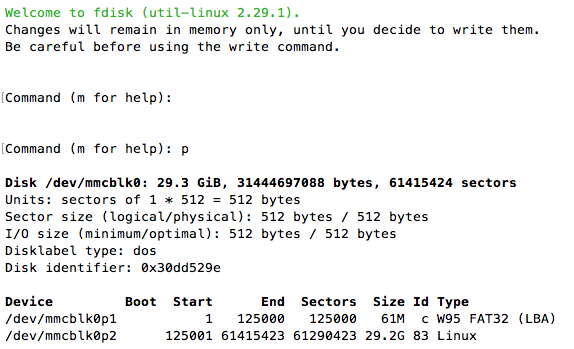 Welcome to fdisk (util-linux 2.29.1).
Changes will remain in memory only, until you decide to write them.
Be careful before using the write command.
Command (m for help):
Command (m for help): p
Disk /dev/mmcblk0: 29.3 GiB, 31444697088 bytes, 61415424 sectors
Units: sectors of 1 * 512 = 512 bytes
Sector size (logical/physical): 512 bytes / 512 bytes
I/O size (minimum/optimal): 512 bytes / 512 bytes
Disklabel type: dos
Disk identifier: 0x30dd529e
Device Boot Start End Sectors Size Id Type
/dev/mmcblk0p1 1 125000 125000 61M c W95 FAT32 (LBA)
/dev/mmcblk0p2 125001 61415423 61290423 29.2G 83 Linux